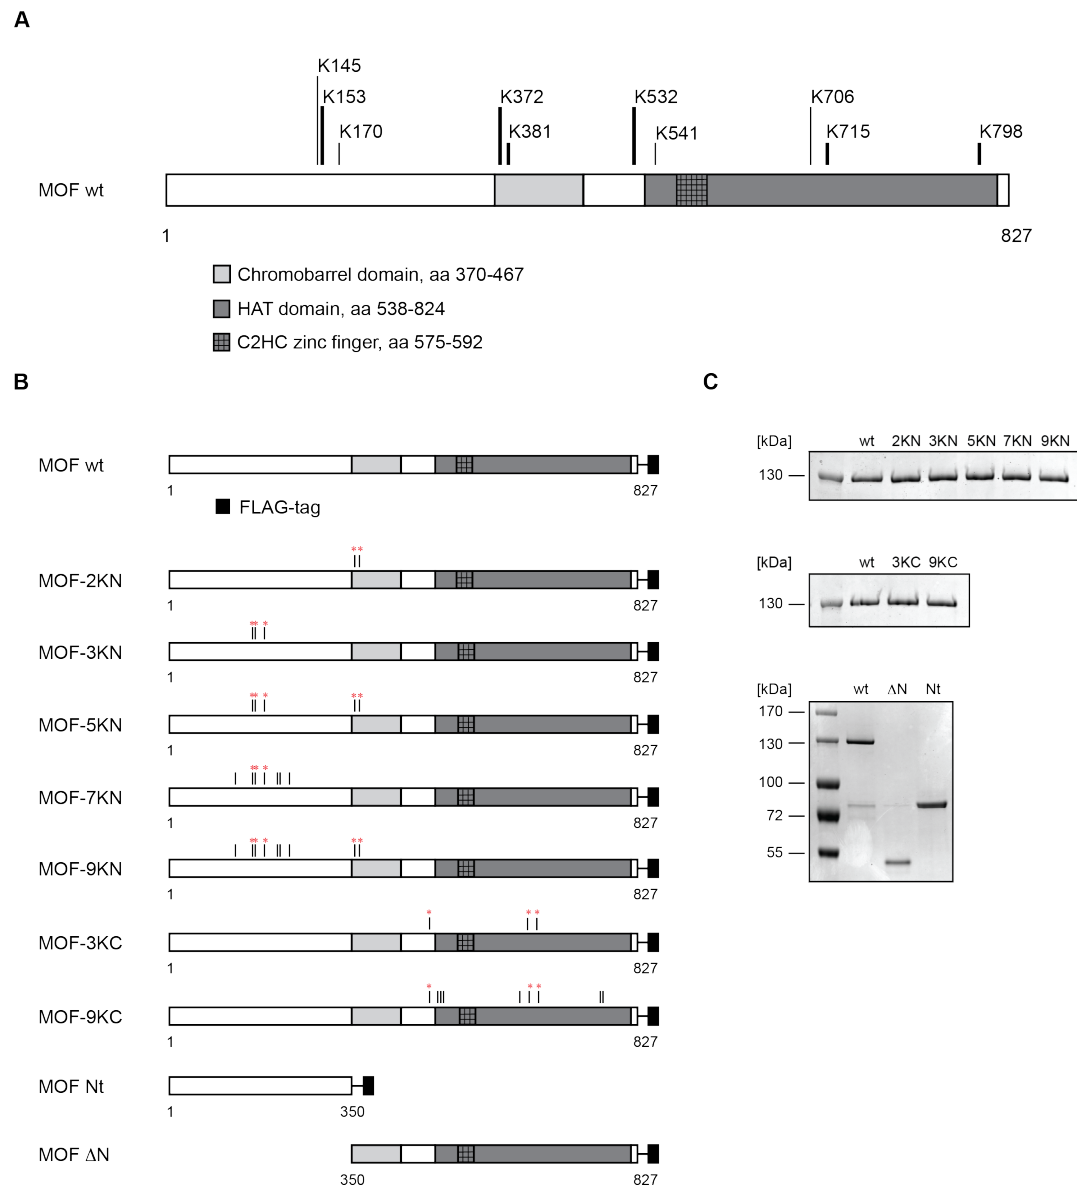 A
K145
K153 K372 K532 K706
K170 K381 K541 K715 K798
MOF wt
1 827
Chromobarrel domain, aa 370-467
HAT domain, aa 538-824
C2HC zinc finger, aa 575-592
B
MOF wt
1 827
FLAG-tag
**
MOF-2KN
1 827
** *
MOF-3KN
1 827
** * **
MOF-5KN
1 827
** *
MOF-7KN
1 827
** * **
MOF-9KN
1 827
* * *
MOF-3KC
1 827
* * *
MOF-9KC
1 827
MOF Nt
1 350
MOF ΔN
350 827
C
[kDa] wt 2KN 3KN 5KN 7KN 9KN
130
[kDa] wt 3KC 9KC
130
[kDa] wt ΔN Nt
170
130
100
72
55